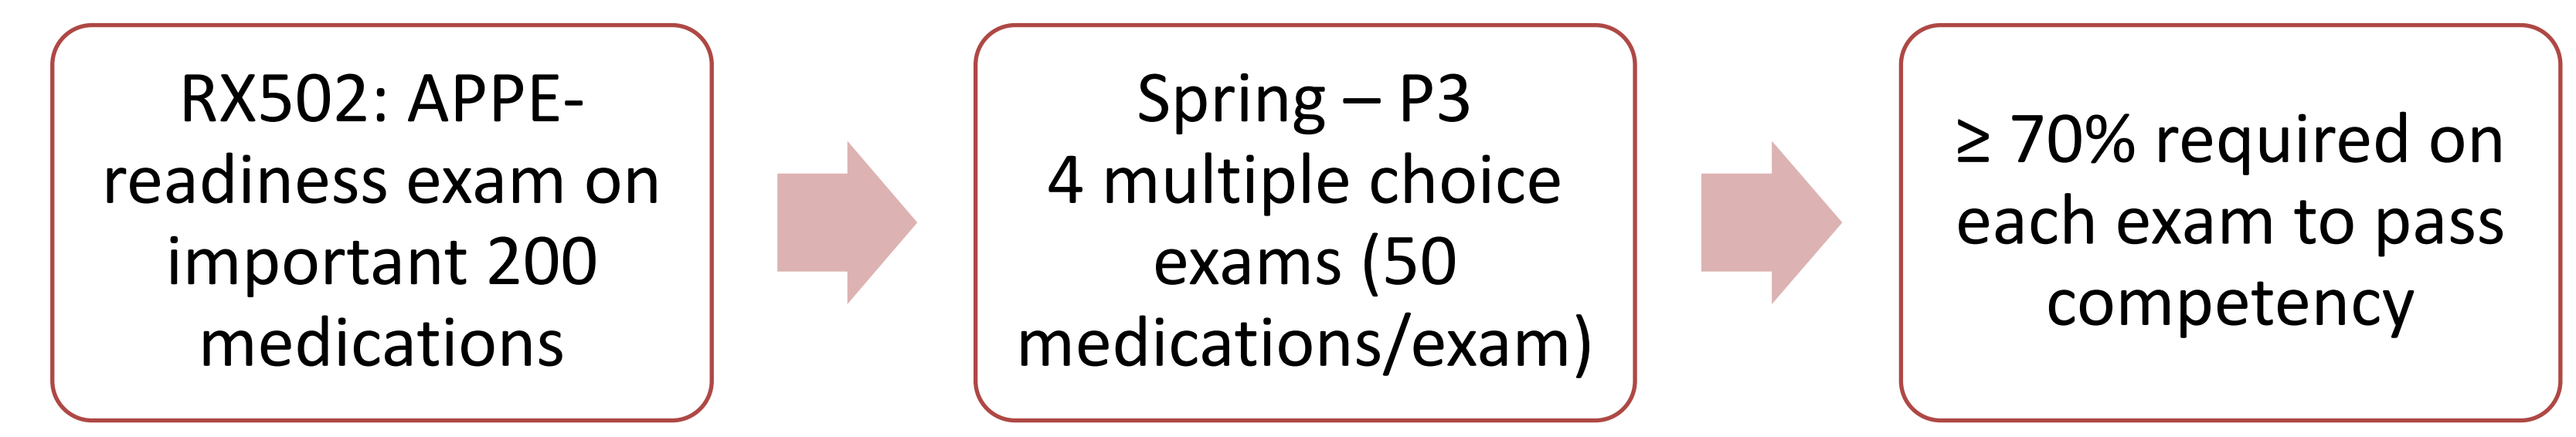 RX502: APPE-
readiness exam on
important 200
medications
Spring – P3
4 multiple choice
exams (50
medications/exam)
≥ 70% required on
each exam to pass
competency